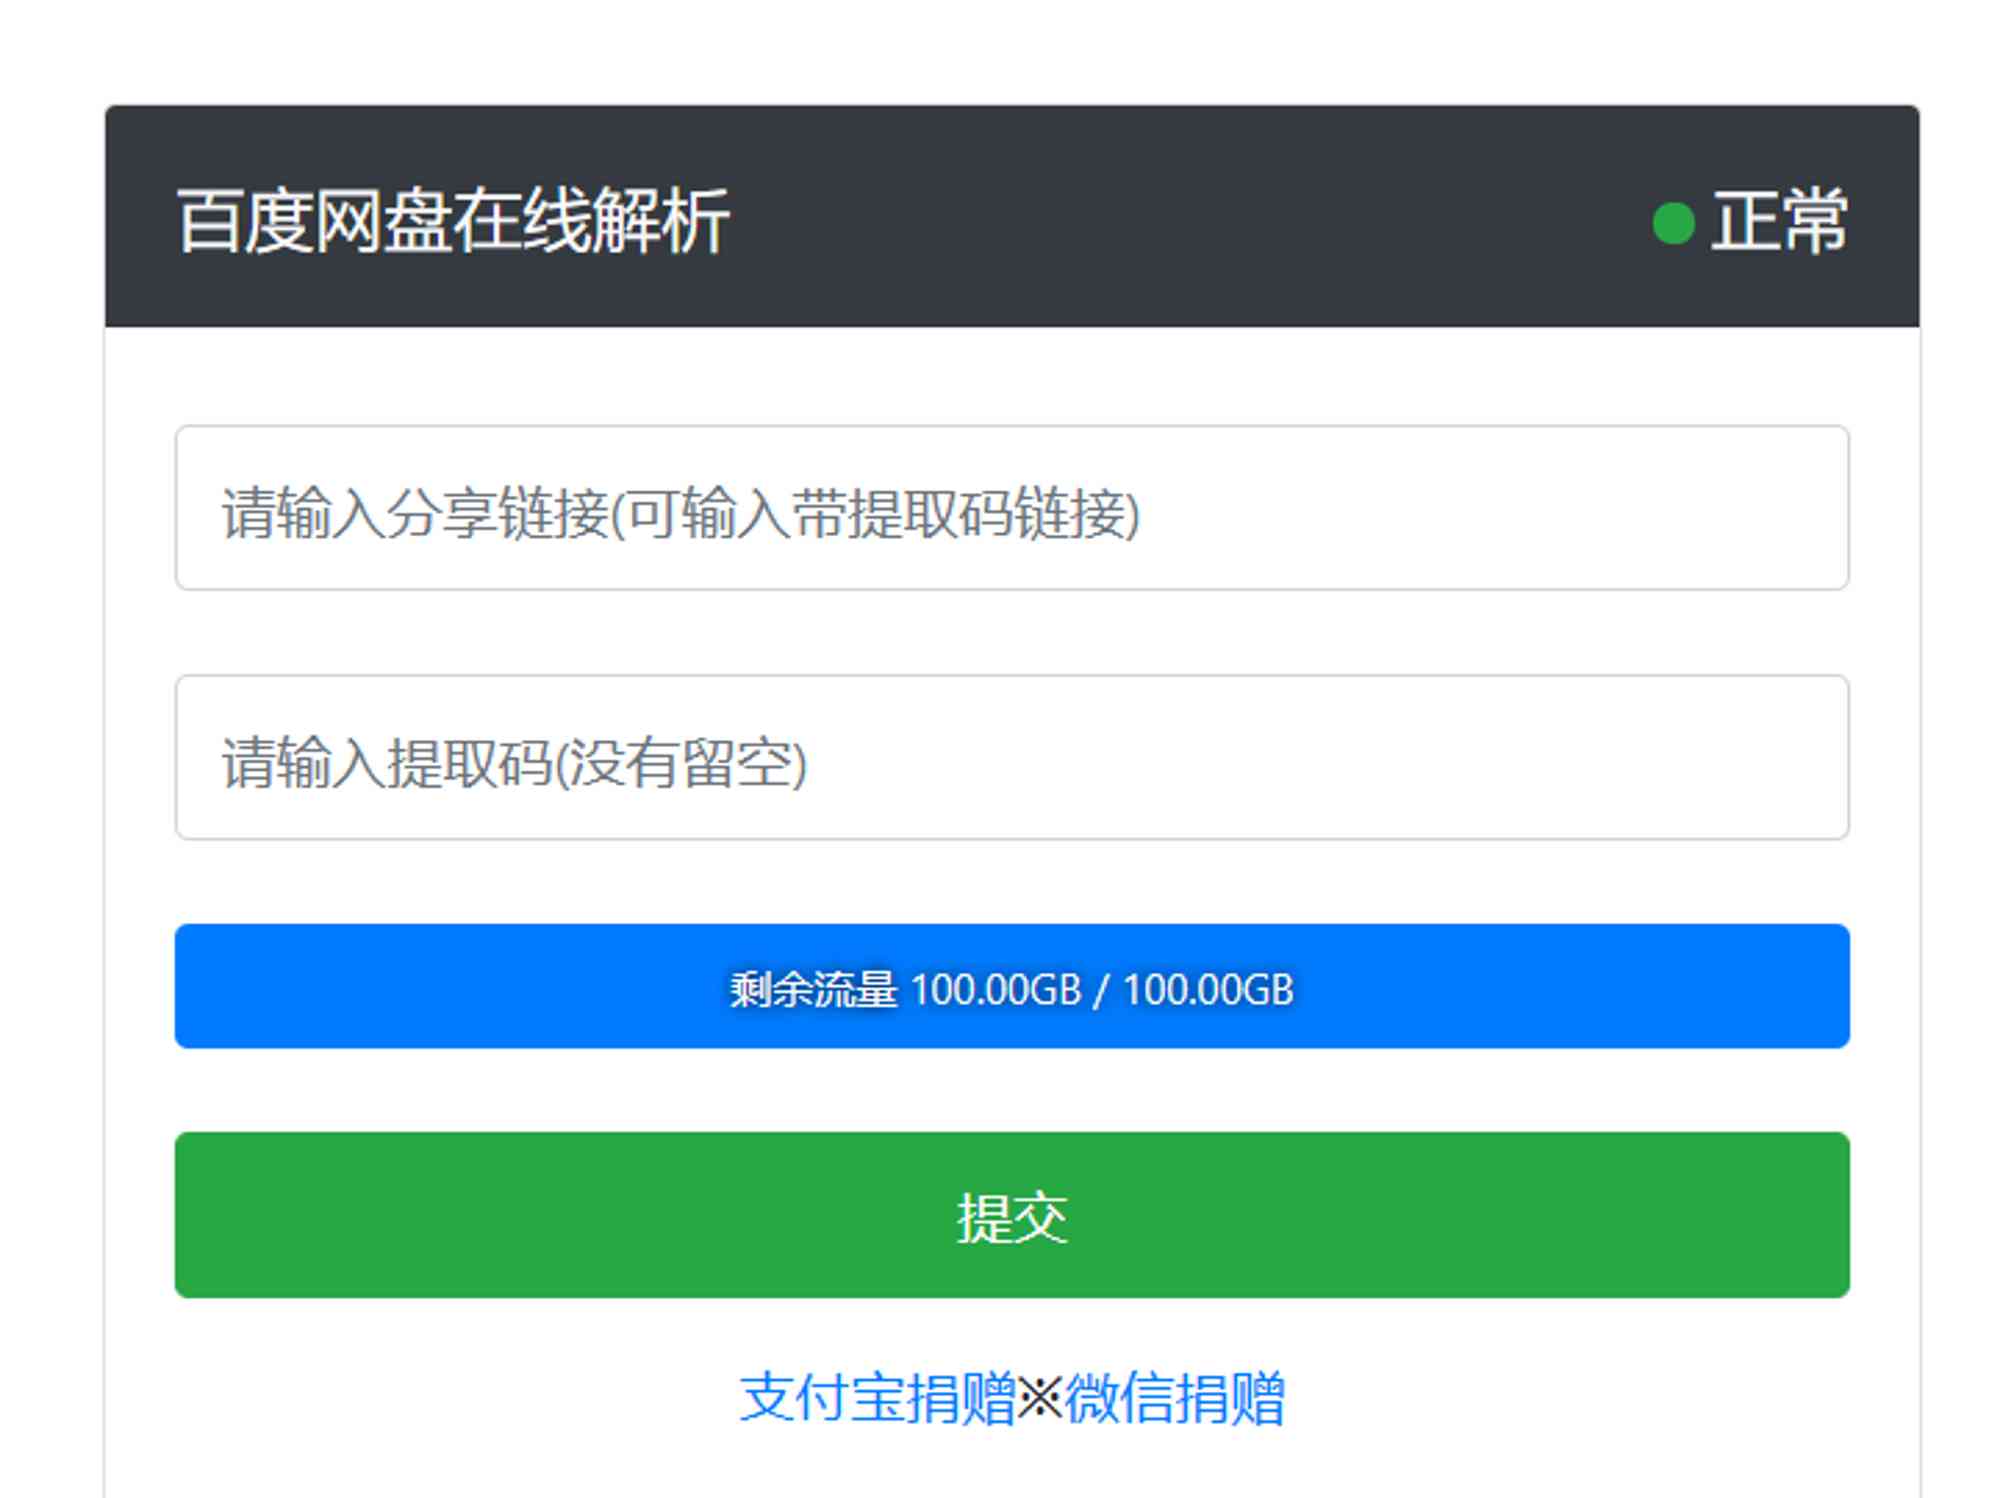 百度网盘在线解析
正常
请输入分享链接(可输入带提取码链接)
请输入提取码(没有留空)
剩余流量 100.00GB / 100.00GB
提交
支付宝捐赠※微信捐赠